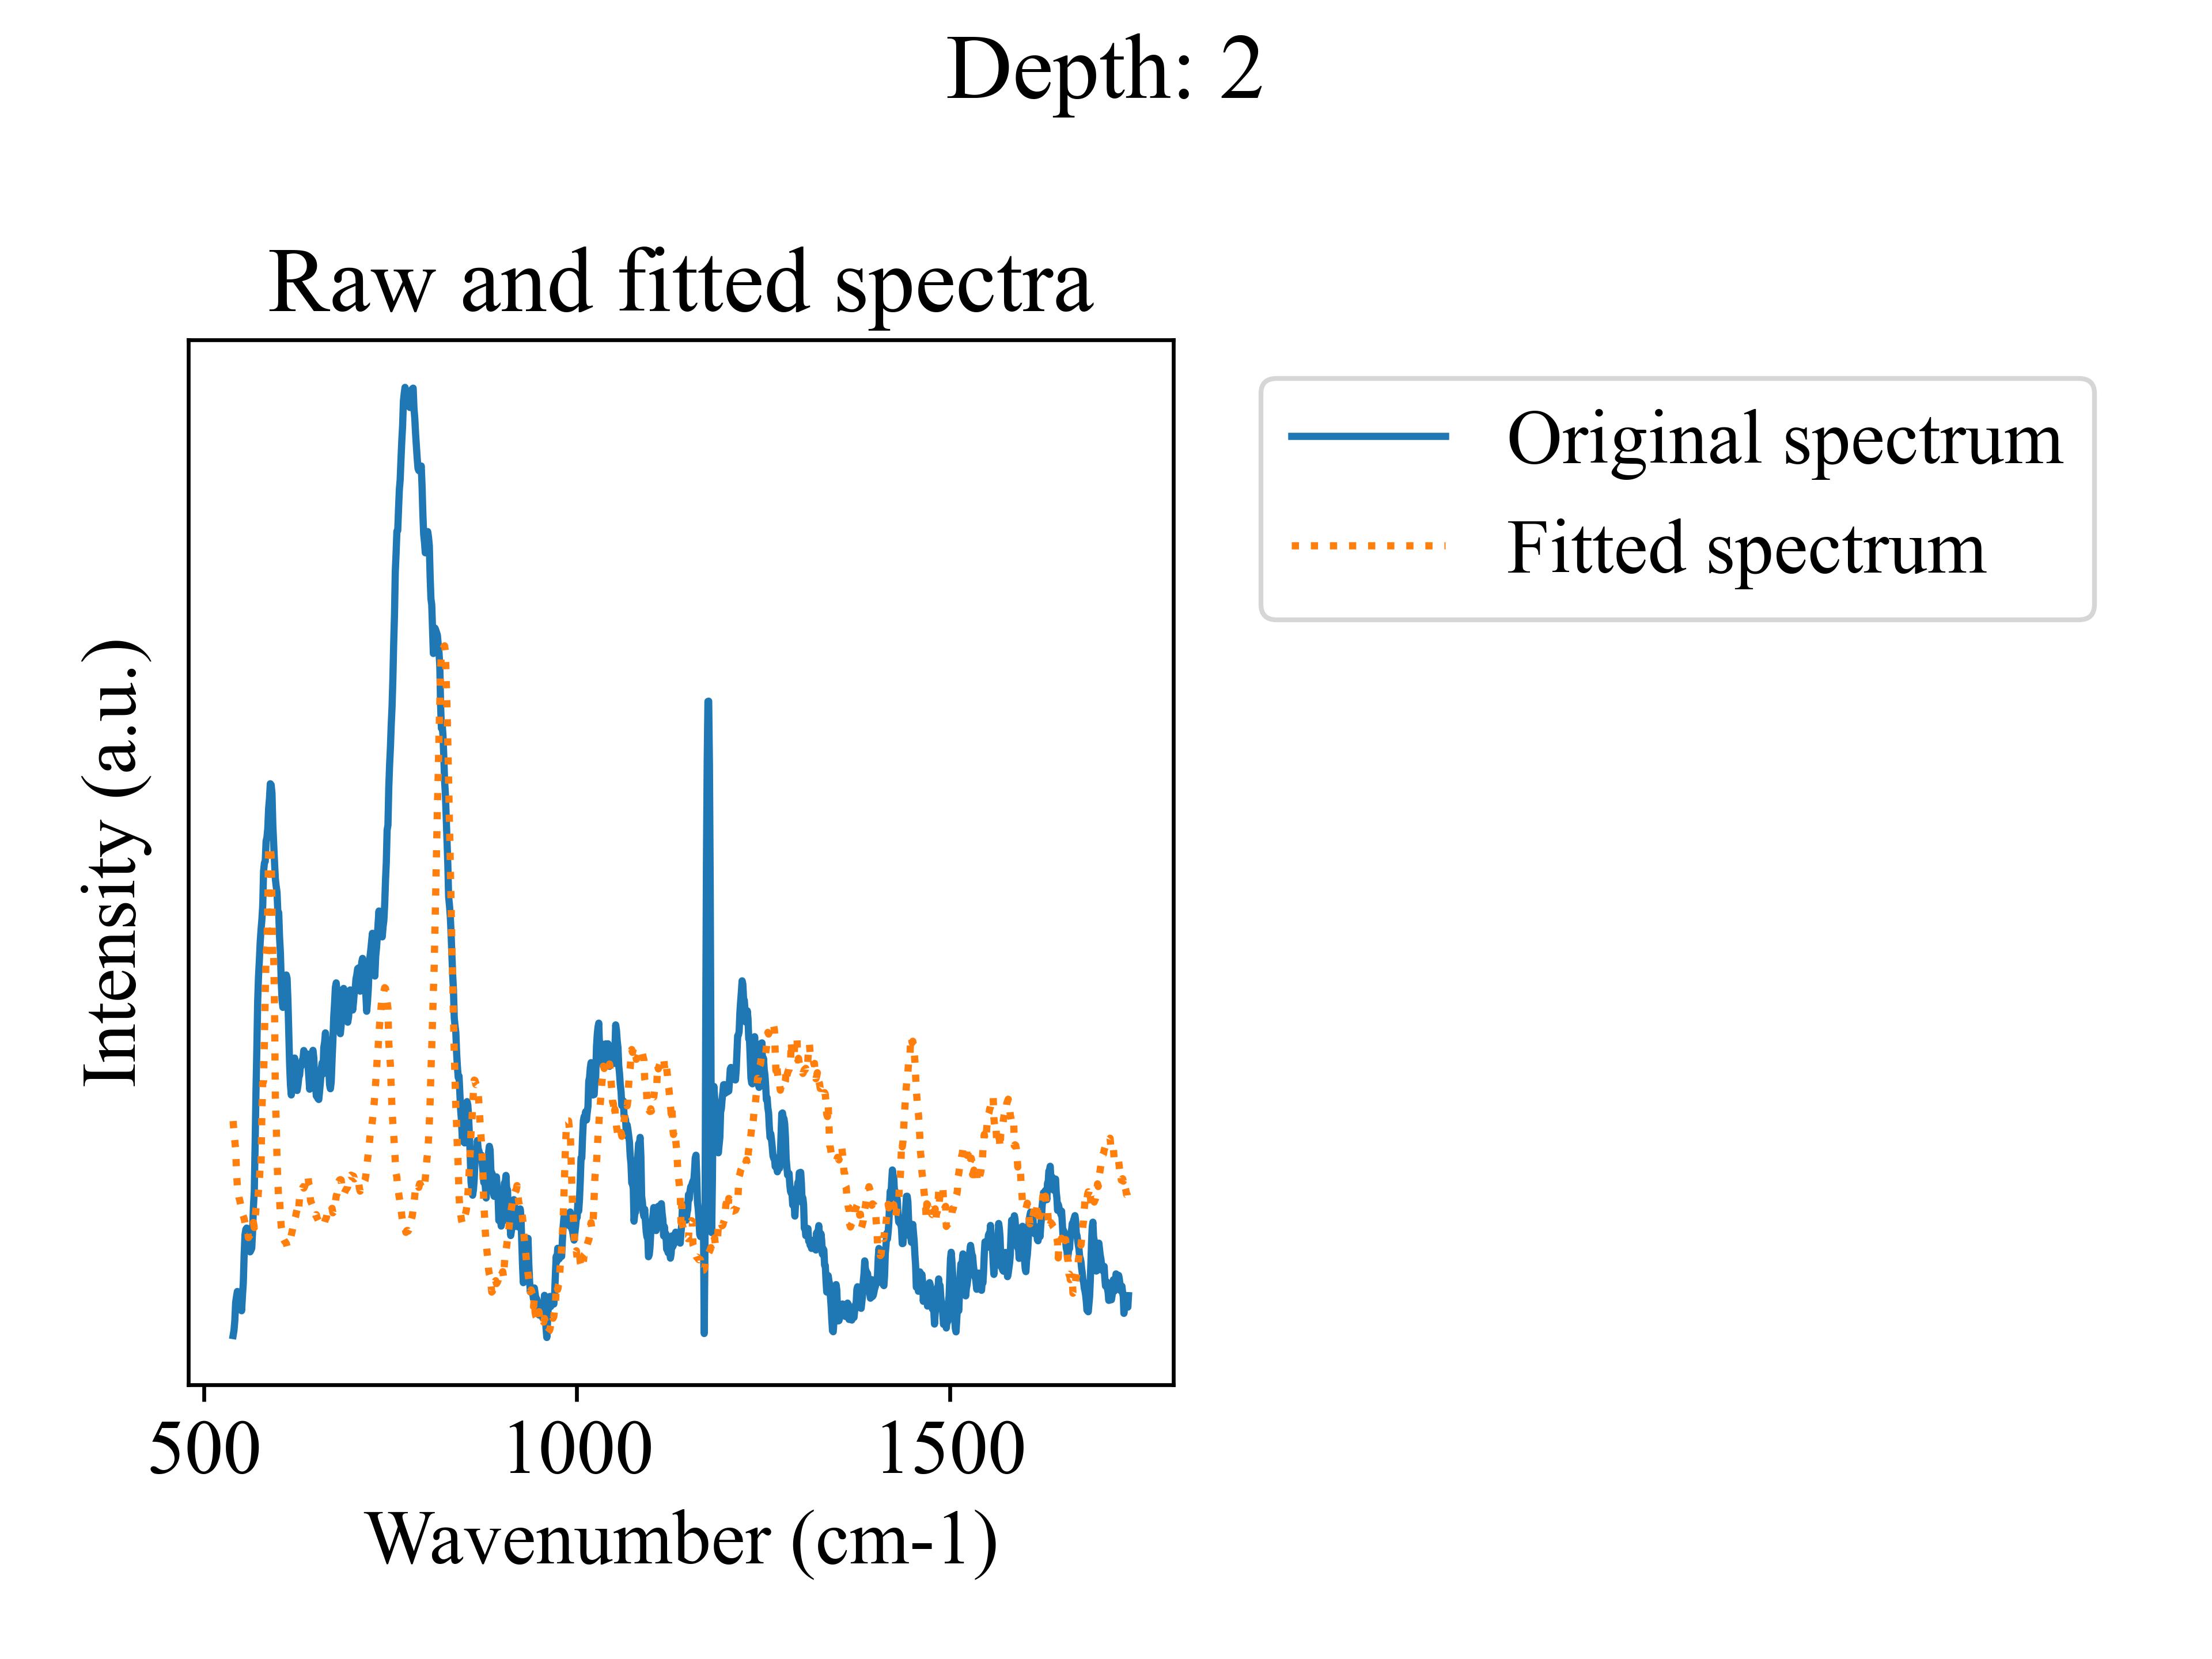 Depth: 2
Raw and fitted spectra
Original spectrum
Fitted spectrum
Intensity (a.u.)
500 1000 1500
Wavenumber (cm-1)